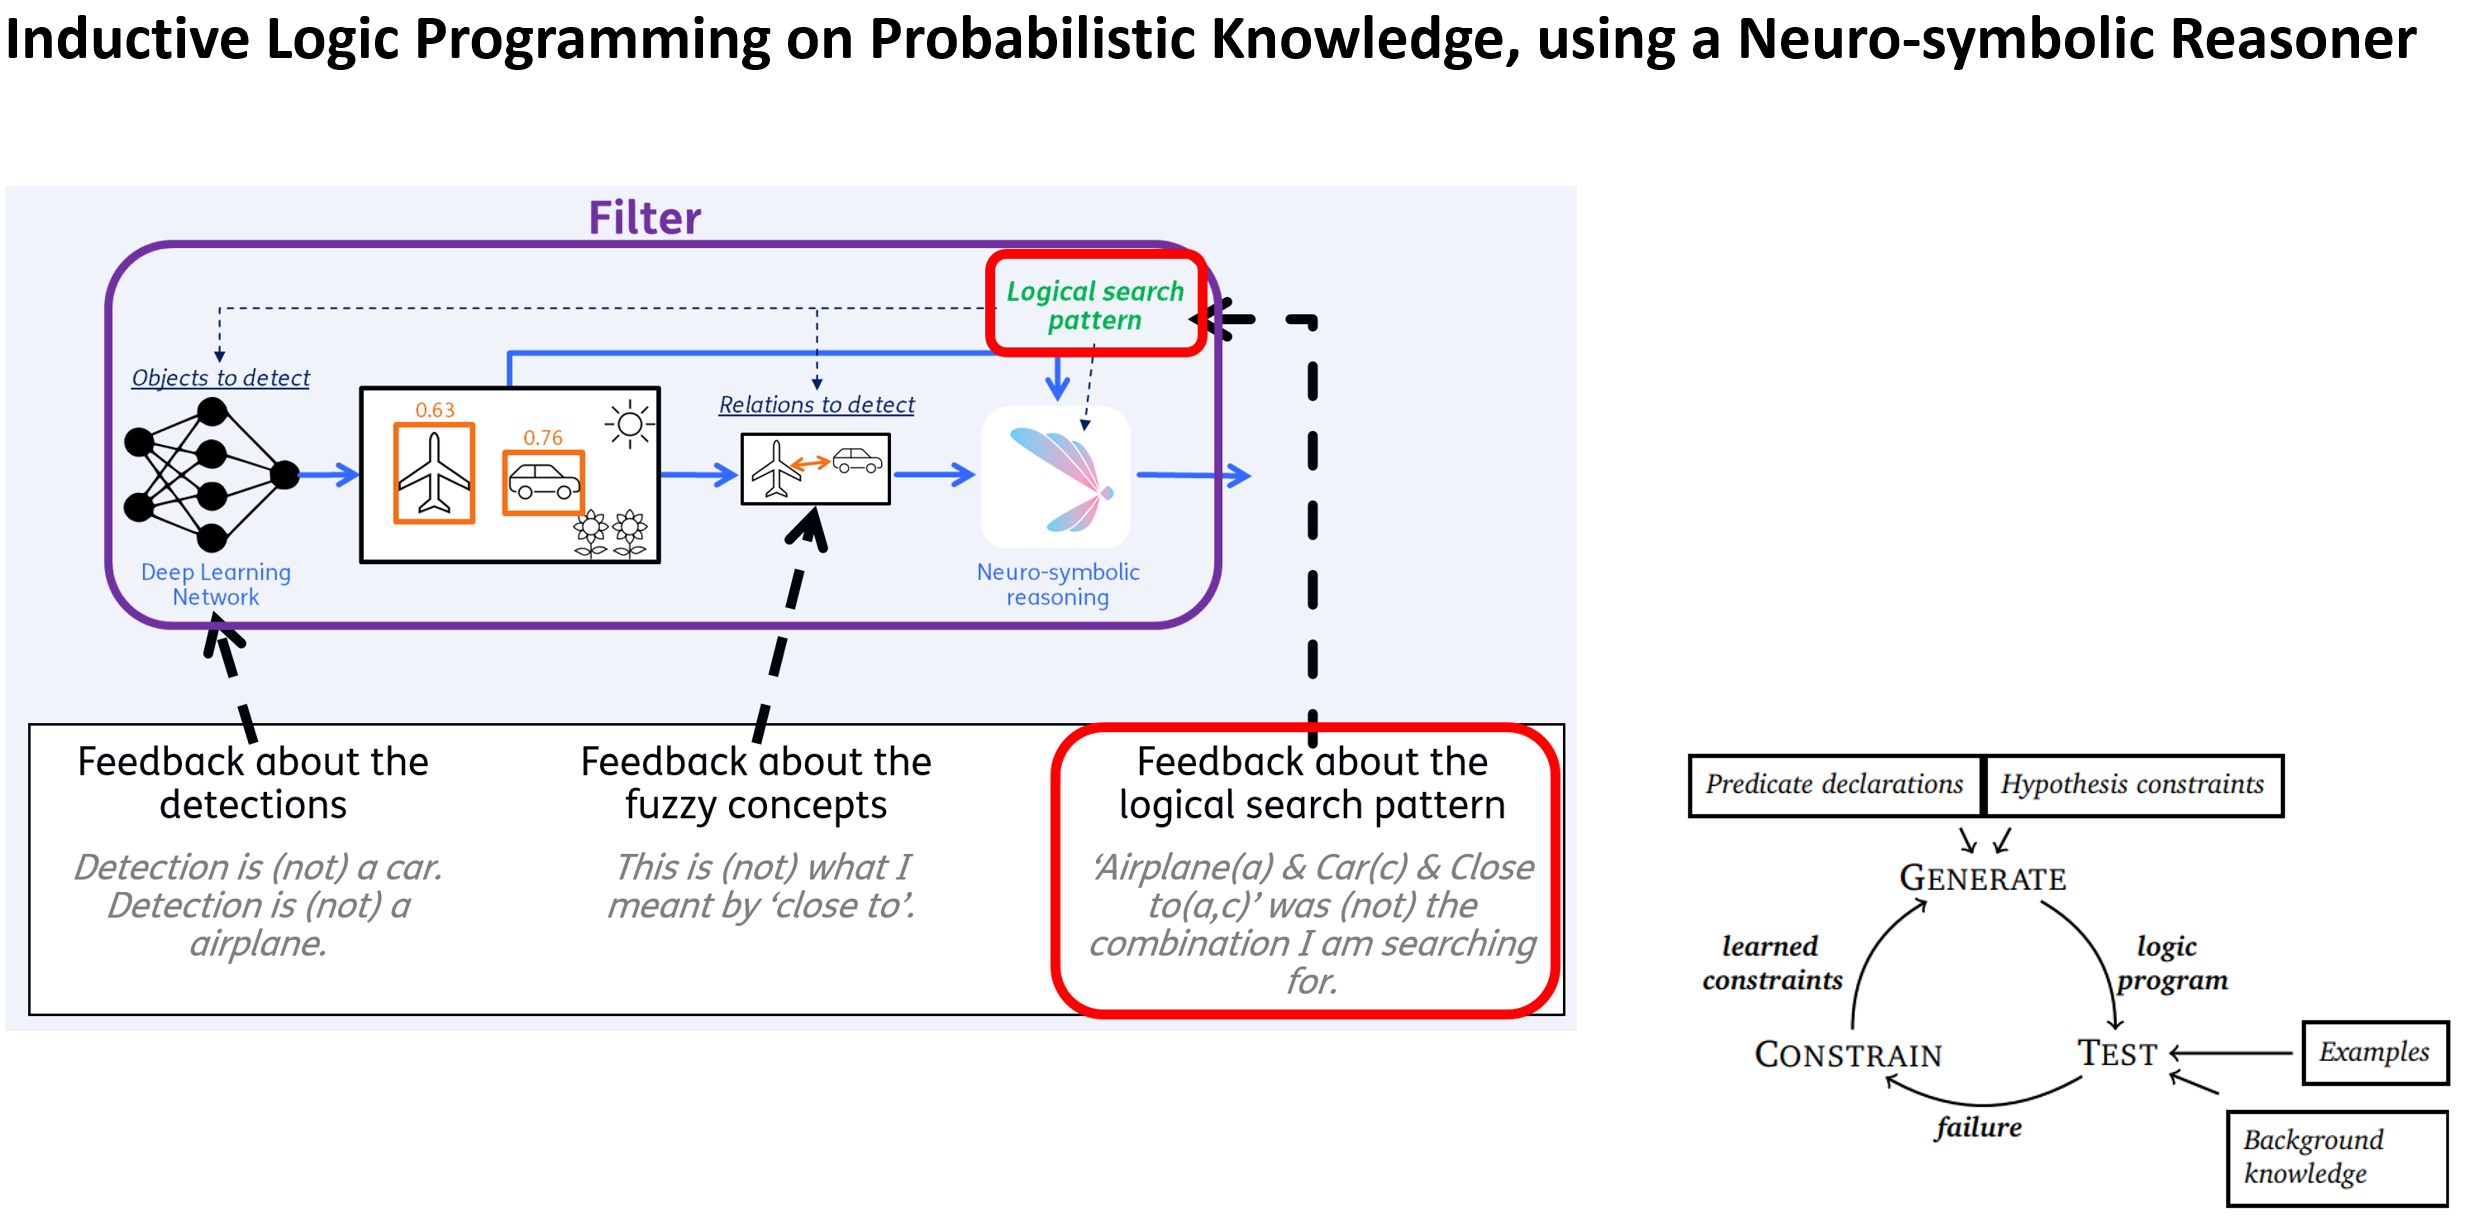 Inductive Logic Programming on Probabilistic Knowledge, using a Neuro-symbolic Reasoner
Filter
Logical search
pattern
Objects to detect
Relations to detect
0.63
0.76
Deep Learning
Network
Neuro-symbolic
reasoning
Feedback about the
detections
Detection is (not) a car.
Detection is (not) a
airplane.
Feedback about the
fuzzy concepts
This is (not) what I
meant by ‘close to’.
Feedback about the
logical search pattern
‘Airplane(a) & Car(c) & Close
to(a,c)’ was (not) the
combination I am searching
for.
Predicate declarations
Hypothesis constraints
GENERATE
learned
constraints
logic
program
CONSTRAIN
TEST
Examples
failure
Background
knowledge